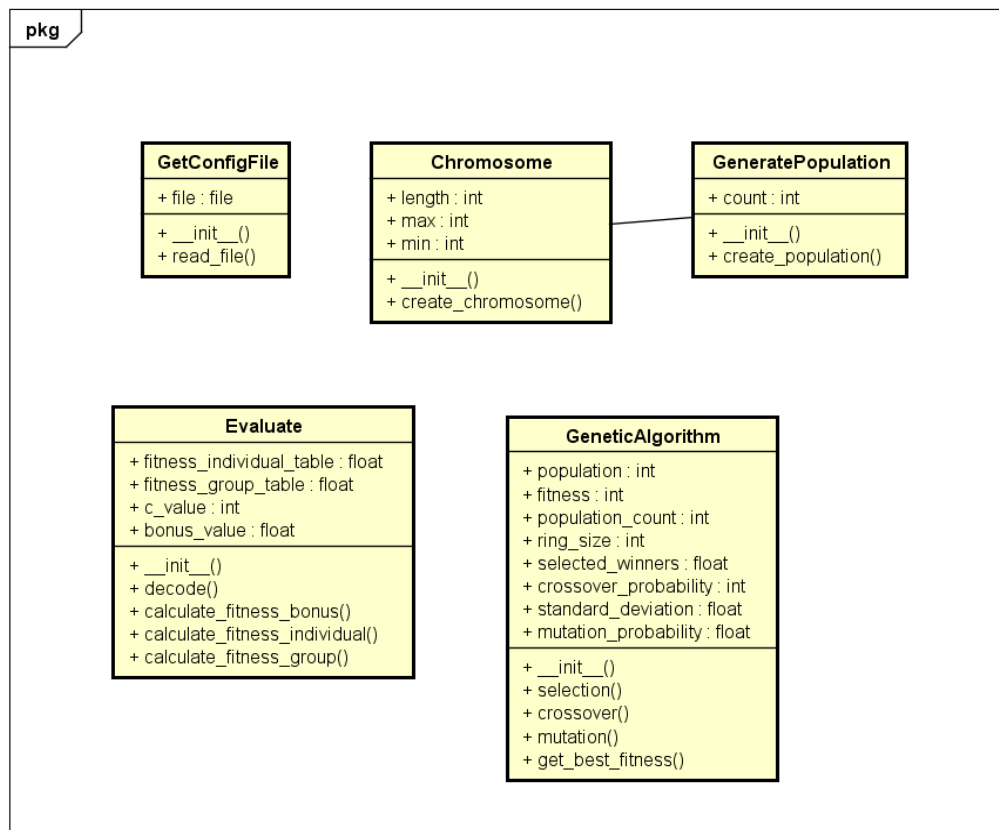 pkg
GetConfigFile
+ file : file
+ __init__()
+ read_file()
Chromosome
+ length : int
+ max : int
+ min : int
+ __init__()
+ create_chromosome()
GeneratePopulation
+ count : int
+ __init__()
+ create_population()
Evaluate
+ fitness_individual_table : float
+ fitness_group_table : float
+ c_value : int
+ bonus_value : float
+ __init__()
+ decode()
+ calculate_fitness_bonus()
+ calculate_fitness_individual()
+ calculate_fitness_group()
GeneticAlgorithm
+ population : int
+ fitness : int
+ population_count : int
+ ring_size : int
+ selected_winners : float
+ crossover_probability : int
+ standard_deviation : float
+ mutation_probability : float
+ __init__()
+ selection()
+ crossover()
+ mutation()
+ get_best_fitness()